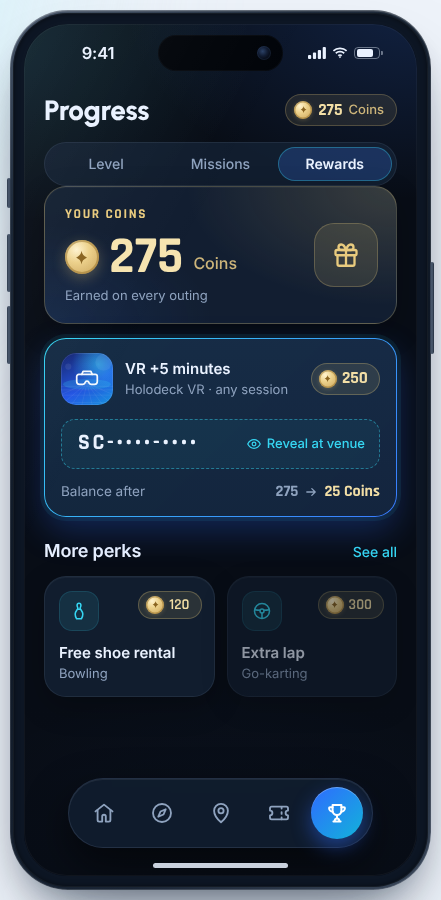 9:41
Progress
275 Coins
Level Missions Rewards
YOUR COINS
275 Coins
Earned on every outing
VR +5 minutes
Holodeck VR · any session
250
SC-••••-••••
Reveal at venue
Balance after
275 → 25 Coins
More perks
See all
120
Free shoe rental
Bowling
300
Extra lap
Go-karting